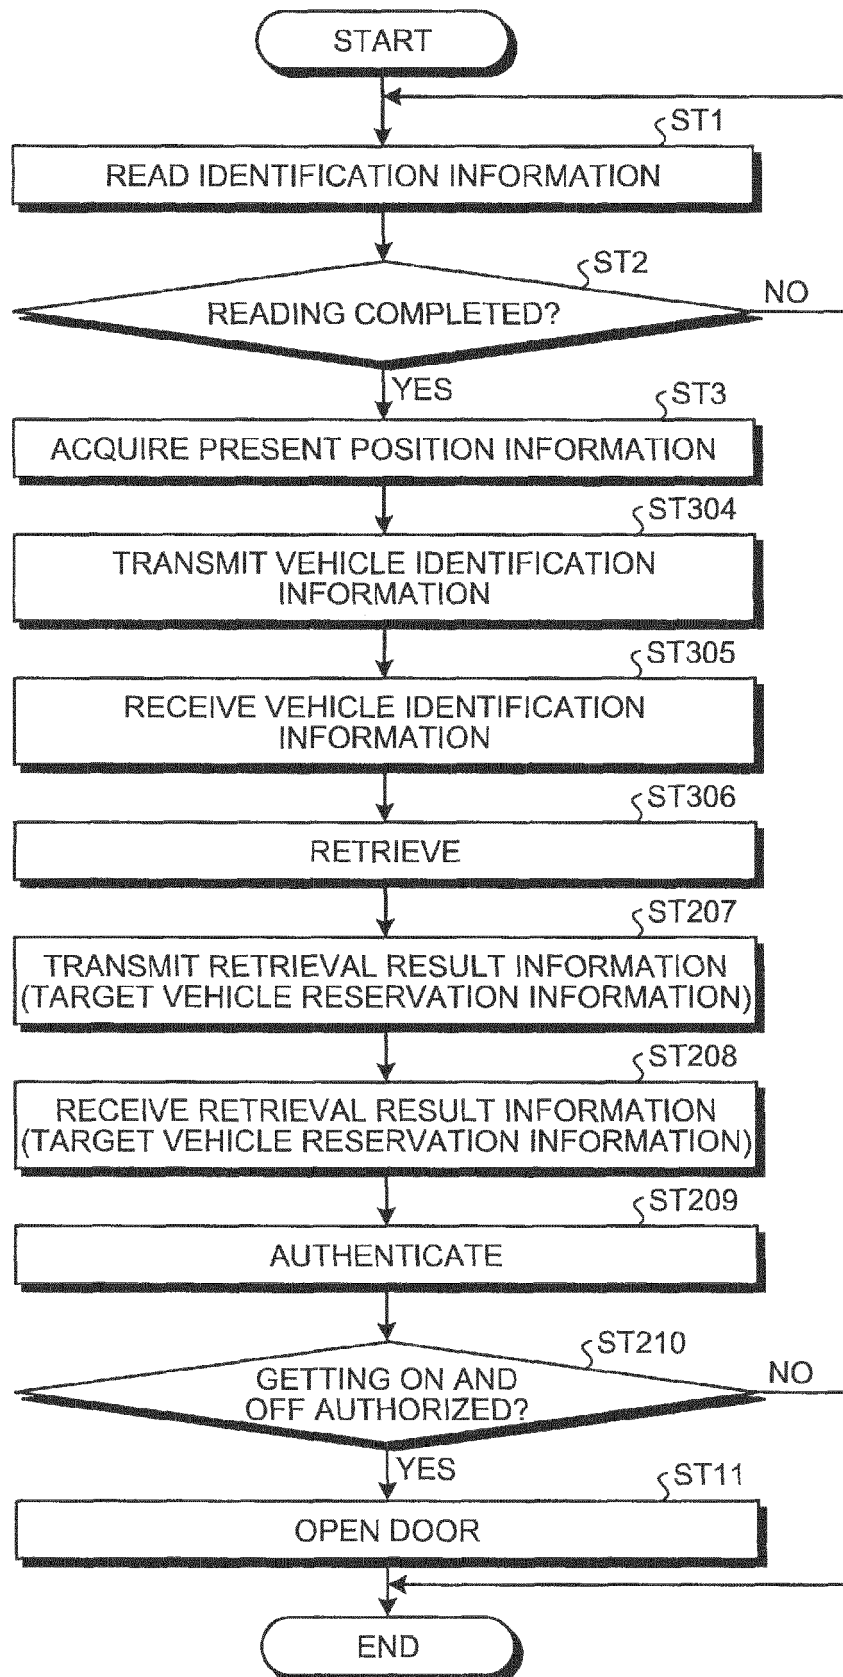 START
ST1
READ IDENTIFICATION INFORMATION
ST2
READING COMPLETED?
NO
YES
ST3
ACQUIRE PRESENT POSITION INFORMATION
ST304
TRANSMIT VEHICLE IDENTIFICATION
INFORMATION
ST305
RECEIVE VEHICLE IDENTIFICATION
INFORMATION
ST306
RETRIEVE
ST207
TRANSMIT RETRIEVAL RESULT INFORMATION
(TARGET VEHICLE RESERVATION INFORMATION)
ST208
RECEIVE RETRIEVAL RESULT INFORMATION
(TARGET VEHICLE RESERVATION INFORMATION)
ST209
AUTHENTICATE
ST210
GETTING ON AND
OFF AUTHORIZED?
NO
YES
ST11
OPEN DOOR
END